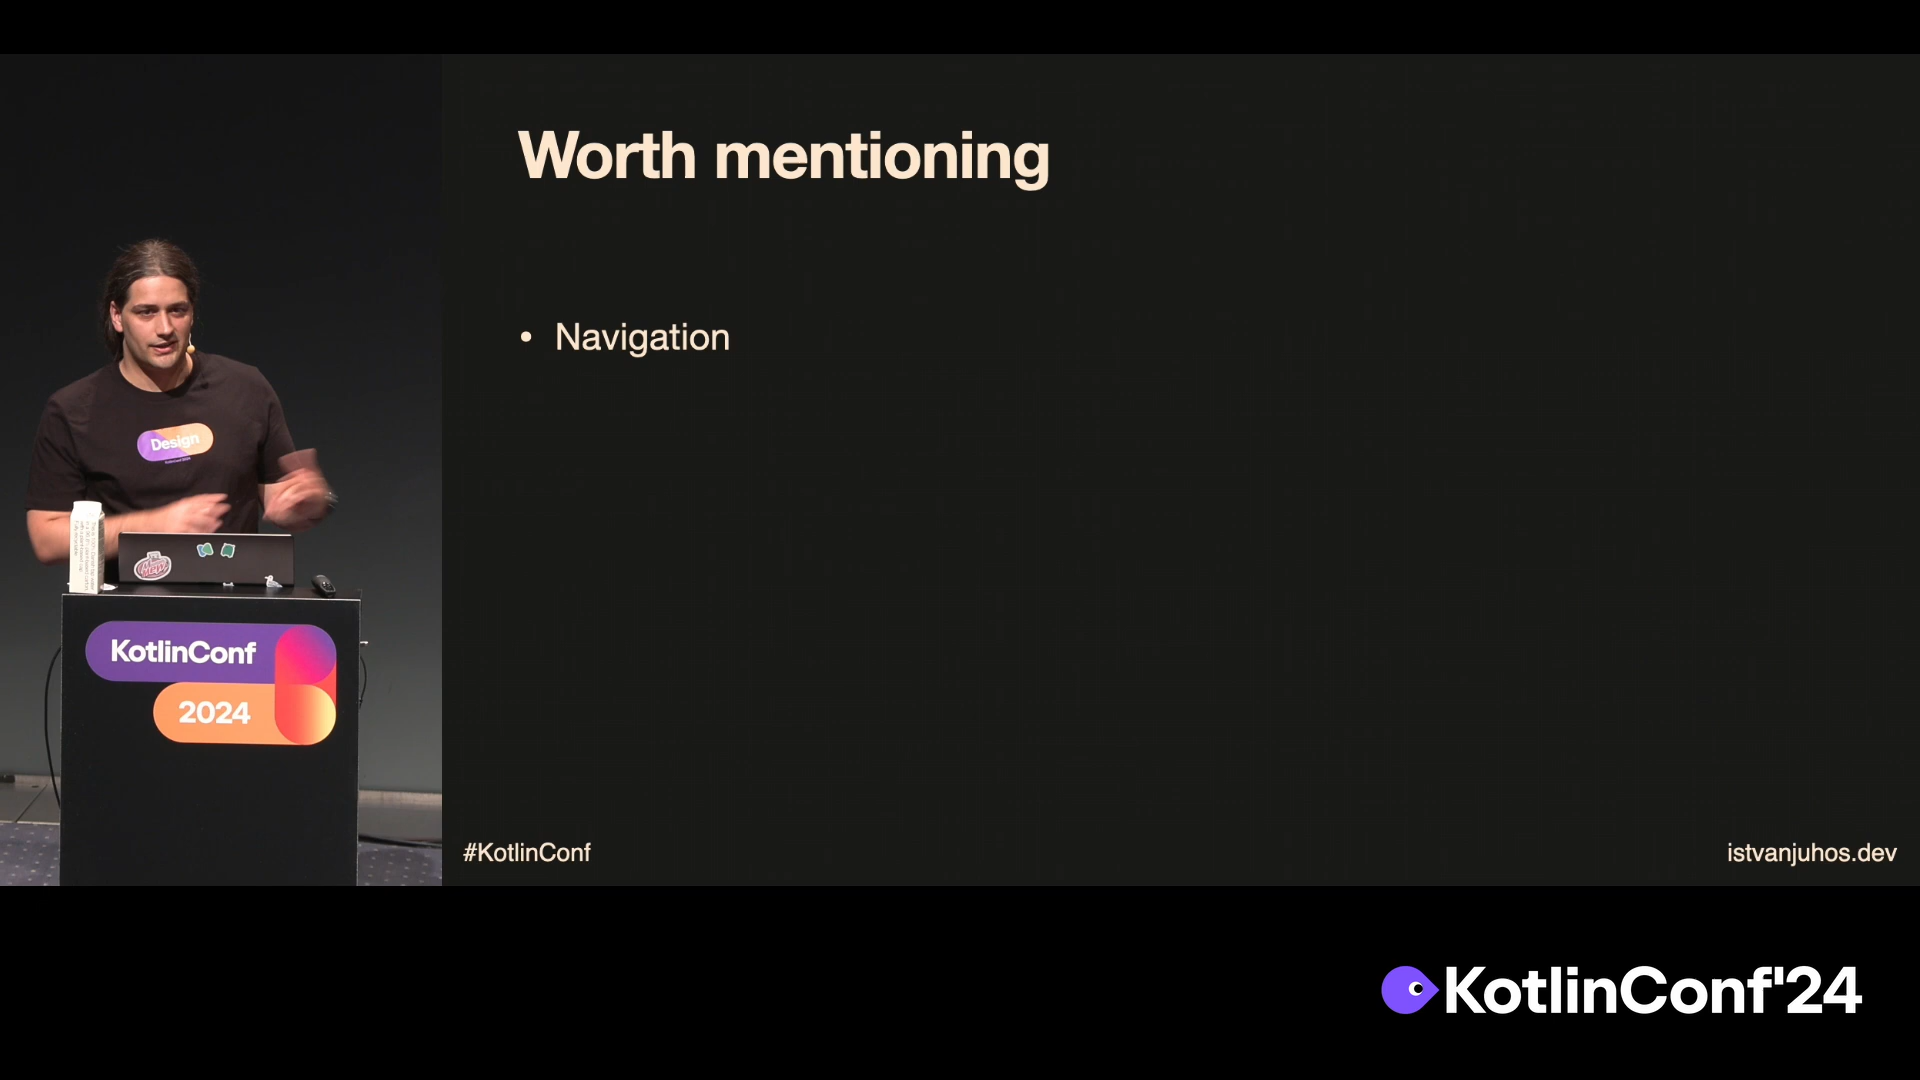 Worth mentioning
• Navigation
Design
KotlinConf
2024
#KotlinConf
istvanjuhos.dev
KotlinConf'24